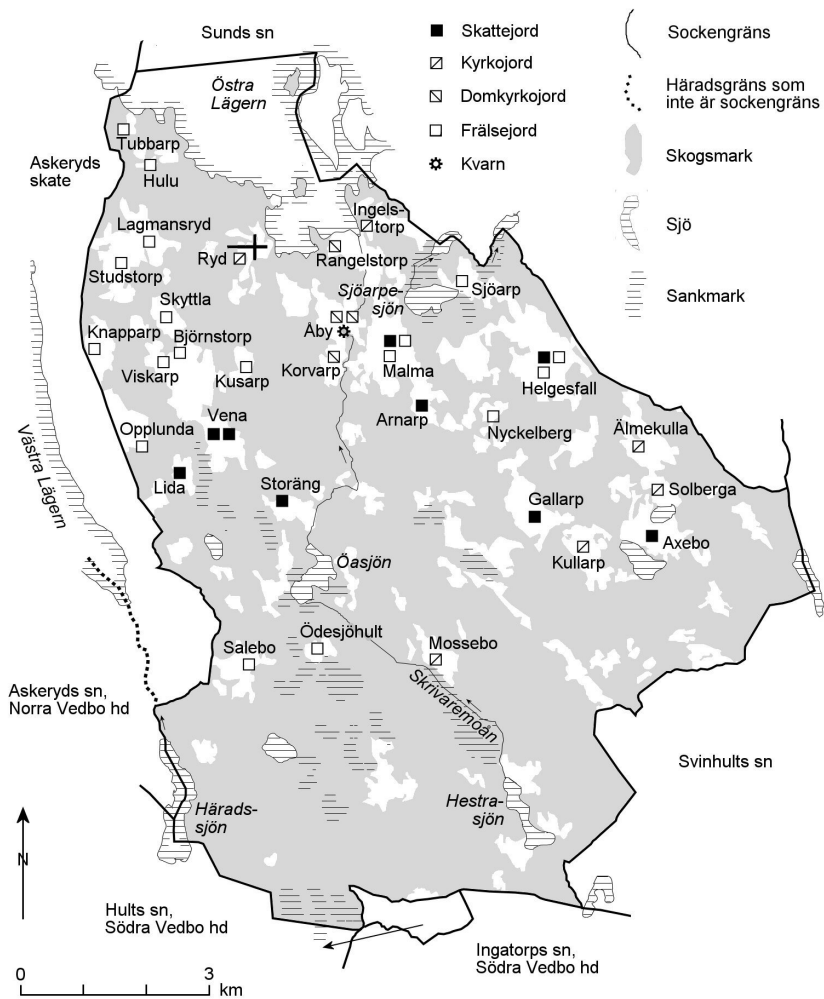 Sunds sn
Skattejord
Kyrkojord
Domkyrkojord
Frälsejord
Kvarn
Sockengräns
Häradsgräns som
inte är sockengräns
Skogsmark
Sjö
Sankmark
Östra
Lägern
Askeryds
skate
Tubbarp
Hulu
Lagmansryd
Studstorp
Ryd
Ingels-
torp
Rangelstorp
Sjöarpe-
sjön
Sjöarp
Skyttla
Knapparp
Björnstorp
Viskarp
Kusarp
Åby
Korvarp
Malma
Helgesfall
Arnarp
Nyckelberg
Älmekulla
Vena
Opplunda
Västra Lägern
Lida
Storäng
Solberga
Gallarp
Axebo
Kullarp
Öasjön
Ödesjöhult
Salebo
Mossebo
Skrivaremoån
Askeryds sn,
Norra Vedbo hd
Svinhults sn
Härads-
sjön
Hestra-
sjön
N
Hults sn,
Södra Vedbo hd
Ingatorps sn,
Södra Vedbo hd
0 3
km